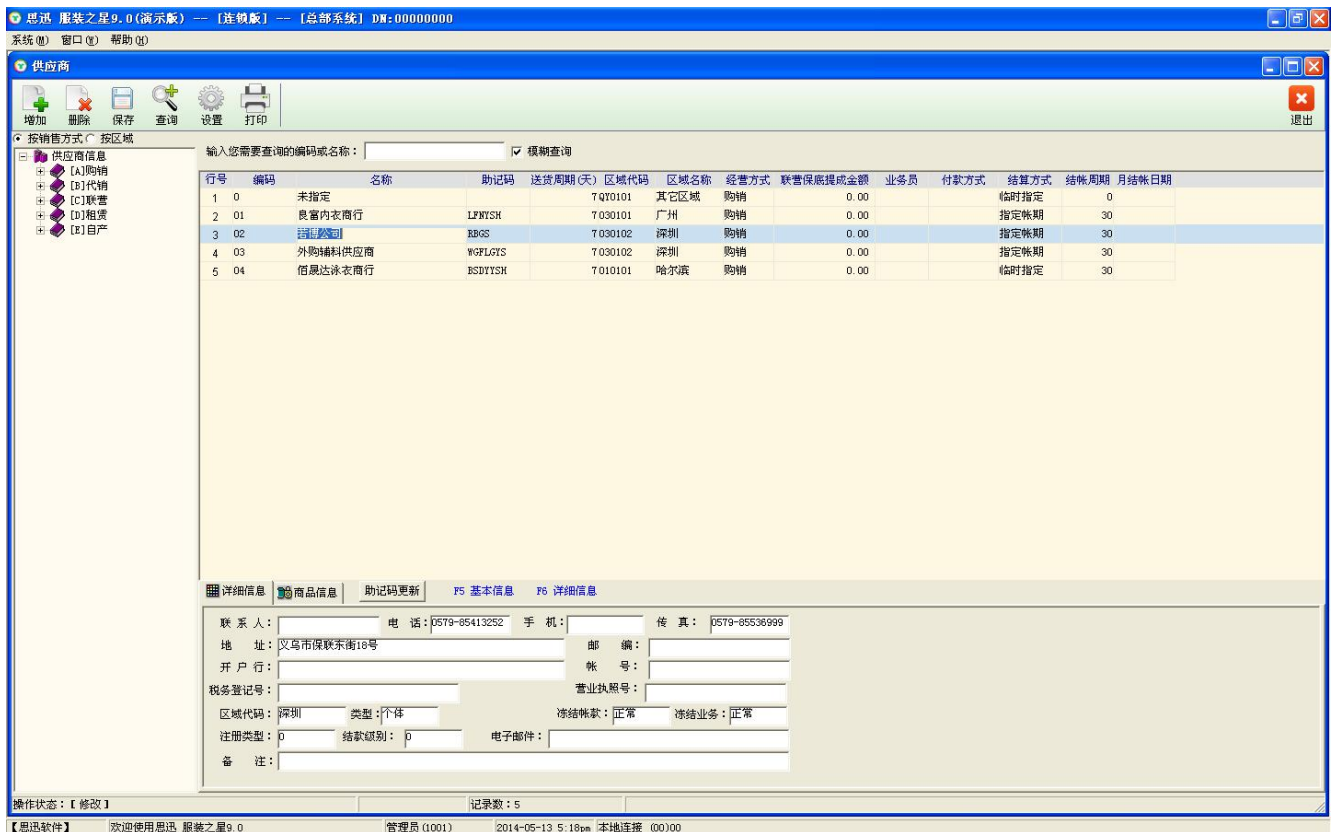 思迅 服装之星9.0(演示版) -- [连锁版] -- [总部系统] DN:00000000
系统(M) 窗口(Y) 帮助(H)
供应商
增加 删除 保存 查询 设置 打印 退出
按销售方式 按区域
供应商信息
[A]购销
[B]代销
[C]联营
[D]租赁
[E]自产
输入您需要查询的编码或名称： 模糊查询
行号 编码 名称 助记码 送货周期(天) 区域代码 区域名称 经营方式 联营保底提成金额 业务员 付款方式 结算方式 结帐周期 月结帐日期
1 0 未指定 7 QY0101 其它区域 购销 0.00 临时指定 0
2 01 良富内衣商行 LFNYSH 7 030101 广州 购销 0.00 指定帐期 30
3 02 若博公司 RBGS 7 030102 深圳 购销 0.00 指定帐期 30
4 03 外购辅料供应商 WGFLGYS 7 030102 深圳 购销 0.00 指定帐期 30
5 04 佰晟达泳衣商行 BSDYYSH 7 010101 哈尔滨 购销 0.00 临时指定 30
详细信息 商品信息 助记码更新 F5 基本信息 F6 详细信息
联系人： 电 话：0579-85413252 手 机： 传 真： 0579-85536999
地 址：义乌市保联东街18号 邮 编：
开户行： 帐 号：
税务登记号： 营业执照号：
区域代码：深圳 类型：个体 冻结帐款：正常 冻结业务：正常
注册类型：0 结款级别：0 电子邮件：
备 注：
操作状态：【修改】 记录数：5
【思迅软件】 欢迎使用思迅 服装之星9.0 管理员(1001) 2014-05-13 5:18pm 本地连接 (00)00